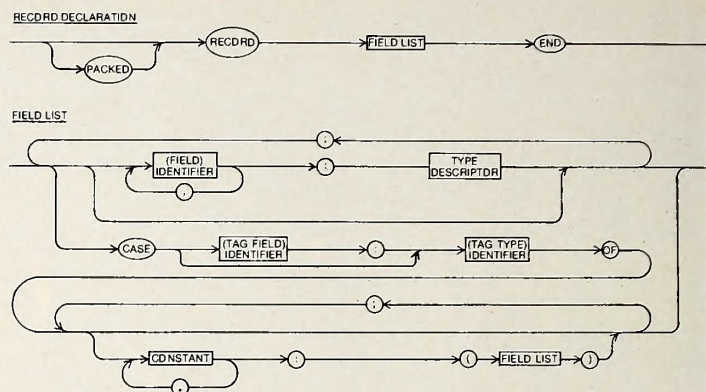 RECORD DECLARATION
RECORD
FIELD LIST
END
PACKED
FIELD LIST
;
(FIELD)
IDENTIFIER
:
TYPE
DESCRIPTOR
,
CASE
(TAG FIELD)
IDENTIFIER
:
(TAG TYPE)
IDENTIFIER
OF
;
CONSTANT
:
(
FIELD LIST
)
,